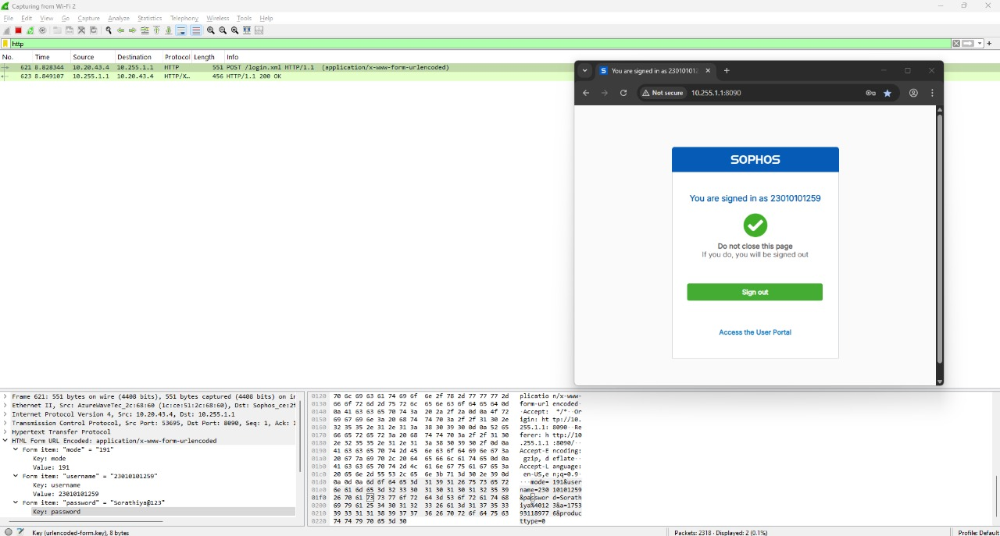 Capturing from Wi-Fi 2
File Edit View Go Capture Analyze Statistics Telephony Wireless Tools Help
http
No. Time Source Destination Protocol Length Info
621 8.828344 10.20.43.4 10.255.1.1 HTTP 551 POST /login.xml HTTP/1.1 (application/x-www-form-urlencoded)
623 8.849107 10.255.1.1 10.20.43.4 HTTP/X… 456 HTTP/1.1 200 OK
You are signed in as 230101012
Not secure 10.255.1.1:8090
SOPHOS
You are signed in as 23010101259
Do not close this page
If you do, you will be signed out
Sign out
Access the User Portal
Frame 621: 551 bytes on wire (4408 bits), 551 bytes captured (4408 bits) on in
Ethernet II, Src: AzureWaveTec_2c:68:60 (1c:ce:51:2c:68:60), Dst: Sophos_ce:2f
Internet Protocol Version 4, Src: 10.20.43.4, Dst: 10.255.1.1
Transmission Control Protocol, Src Port: 53695, Dst Port: 8090, Seq: 1, Ack: 1
Hypertext Transfer Protocol
HTML Form URL Encoded: application/x-www-form-urlencoded
Form item: "mode" = "191"
Key: mode
Value: 191
Form item: "username" = "23010101259"
Key: username
Value: 23010101259
Form item: "password" = "Sorathiya@123"
Key: password
0120 70 6c 69 63 61 74 69 6f 6e 2f 78 2d 77 77 77 2d plicatio n/x-www-
0130 66 6f 72 6d 2d 75 72 6c 65 6e 63 6f 64 65 64 0d form-url encoded·
0140 0a 41 63 63 65 70 74 3a 20 2a 2f 2a 0d 0a 4f 72 ·Accept: */*··Or
0150 69 67 69 6e 3a 20 68 74 74 70 3a 2f 2f 31 30 2e igin: ht tp://10.
0160 32 35 35 2e 31 2e 31 3a 38 30 39 30 0d 0a 52 65 255.1.1: 8090··Re
0170 66 65 72 65 72 3a 20 68 74 74 70 3a 2f 2f 31 30 ferer: h ttp://10
0180 2e 32 35 35 2e 31 2e 31 3a 38 30 39 30 2f 0d 0a .255.1.1 :8090/··
0190 41 63 63 65 70 74 2d 45 6e 63 6f 64 69 6e 67 3a Accept-E ncoding:
01a0 20 67 7a 69 70 2c 20 64 65 66 6c 61 74 65 0d 0a gzip, d eflate··
01b0 41 63 63 65 70 74 2d 4c 61 6e 67 75 61 67 65 3a Accept-L anguage:
01c0 20 65 6e 2d 55 53 2c 65 6e 3b 71 3d 30 2e 39 0d en-US,e n;q=0.9·
01d0 0a 0d 0a 6d 6f 64 65 3d 31 39 31 26 75 73 65 72 ···mode= 191&user
01e0 6e 61 6d 65 3d 32 33 30 31 30 31 30 31 32 35 39 name=230 10101259
01f0 26 70 61 73 73 77 6f 72 64 3d 53 6f 72 61 74 68 &passwor d=Sorath
0200 69 79 61 25 34 30 31 32 33 26 61 3d 31 37 35 33 iya%4012 3&a=1753
0210 39 33 31 31 38 39 37 37 36 26 70 72 6f 64 75 63 93118977 6&produc
0220 74 74 79 70 65 3d 30 ttype=0
Key (urlencoded-form.key), 8 bytes
Packets: 2318 · Displayed: 2 (0.1%)
Profile: Default